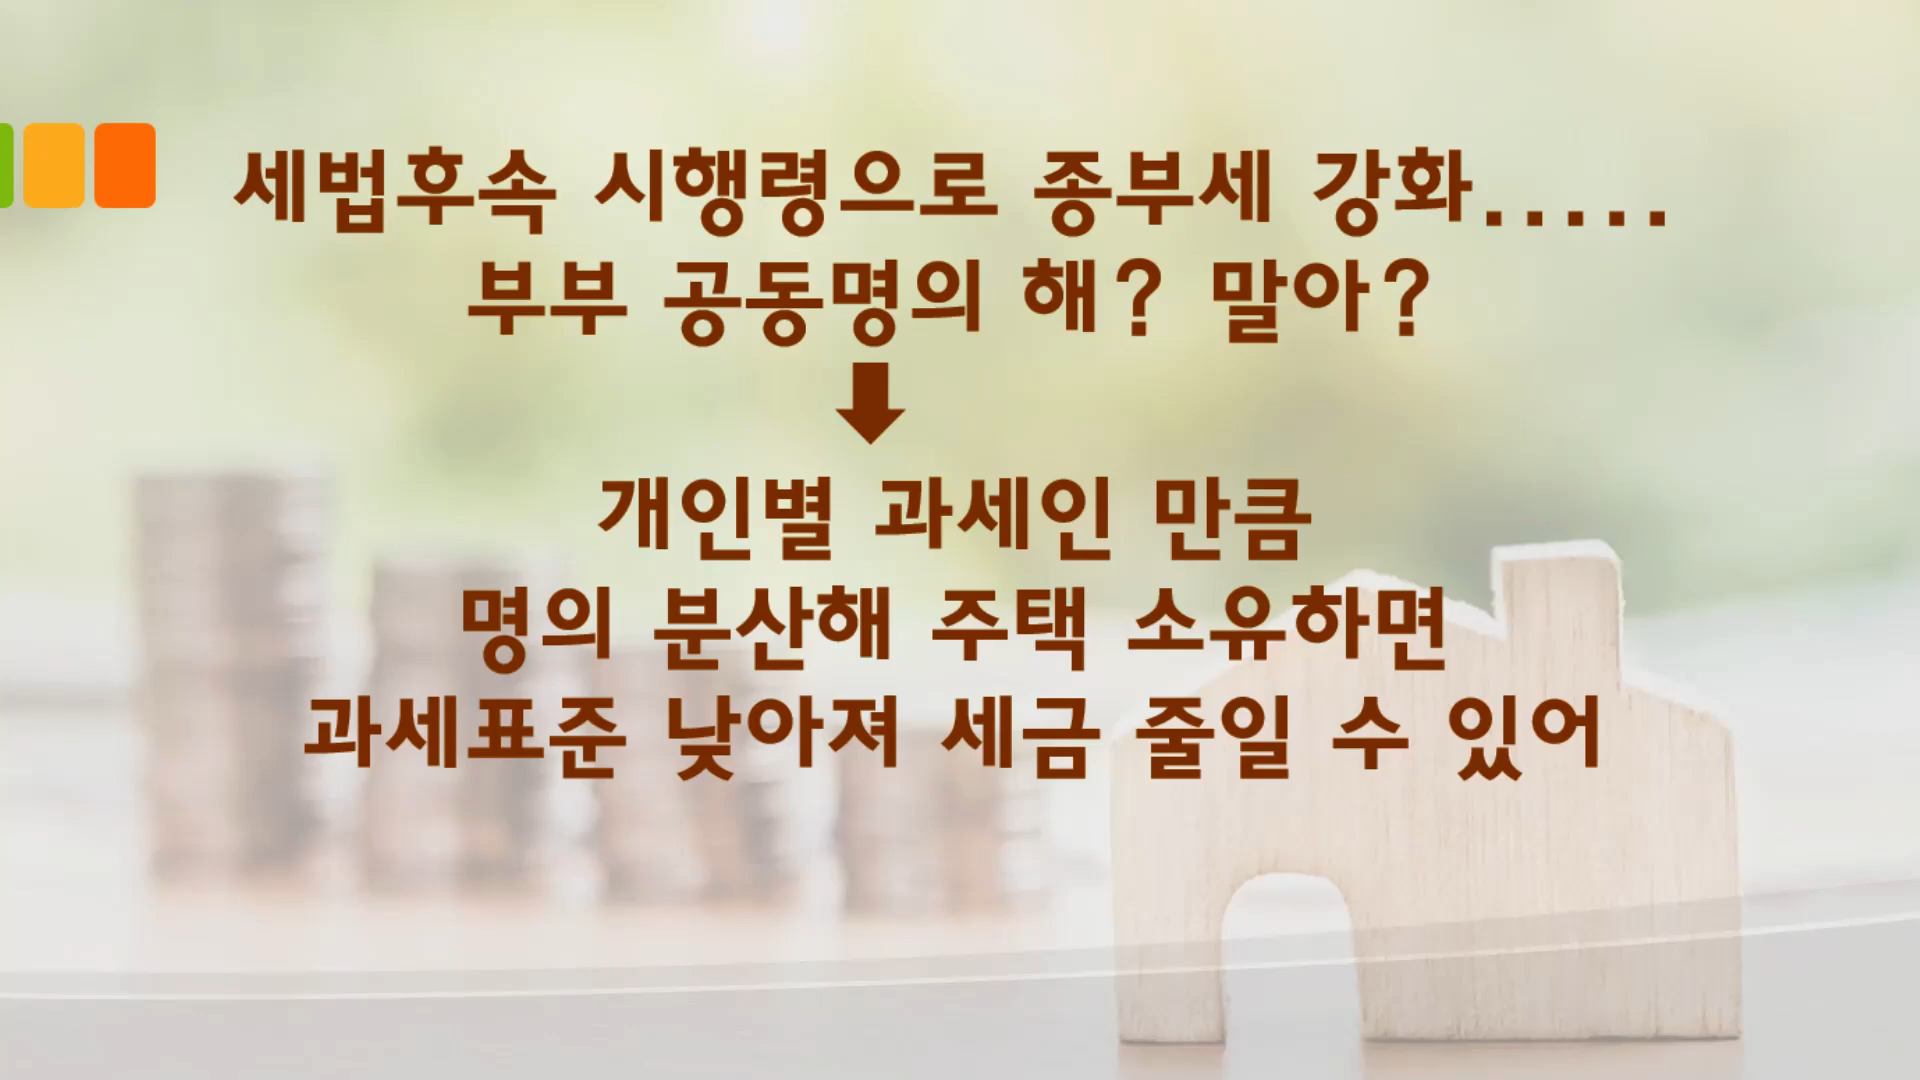 세법후속 시행령으로 종부세 강화.....
부부 공동명의 해? 말아?
개인별 과세인 만큼
명의 분산해 주택 소유하면
과세표준 낮아져 세금 줄일 수 있어